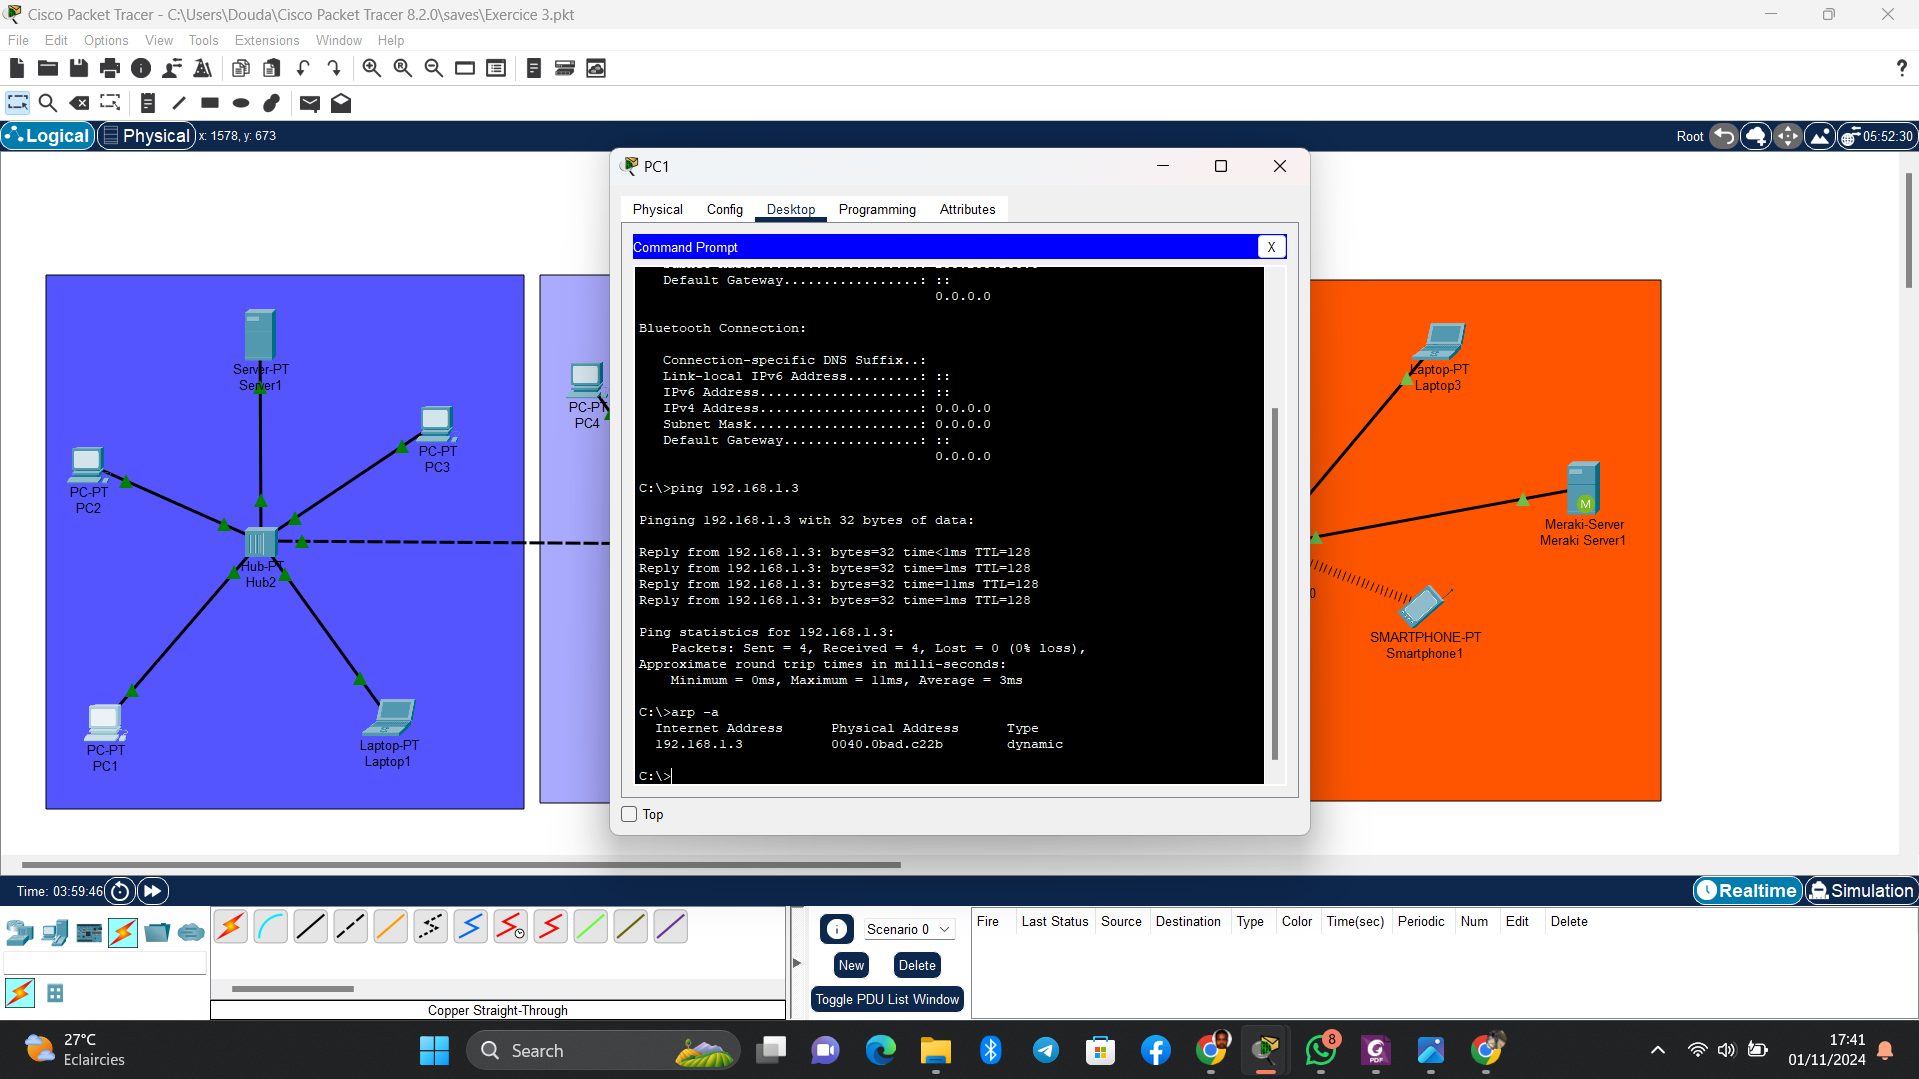 Cisco Packet Tracer - C:\Users\Douda\Cisco Packet Tracer 8.2.0\saves\Exercice 3.pkt
File Edit Options View Tools Extensions Window Help
?
Logical Physical x: 1578, y: 673
Root 05:52:30
Server-PT
Server1
PC-PT
PC2
PC-PT
PC3
Hub-PT
Hub2
PC-PT
PC1
Laptop-PT
Laptop1
PC-PT
PC4
PC1
Physical Config Desktop Programming Attributes
Command Prompt X
Default Gateway.................: ::
0.0.0.0
Bluetooth Connection:
Connection-specific DNS Suffix..:
Link-local IPv6 Address.........: ::
IPv6 Address....................: ::
IPv4 Address....................: 0.0.0.0
Subnet Mask.....................: 0.0.0.0
Default Gateway.................: ::
0.0.0.0
C:\>ping 192.168.1.3
Pinging 192.168.1.3 with 32 bytes of data:
Reply from 192.168.1.3: bytes=32 time<1ms TTL=128
Reply from 192.168.1.3: bytes=32 time=1ms TTL=128
Reply from 192.168.1.3: bytes=32 time=11ms TTL=128
Reply from 192.168.1.3: bytes=32 time=1ms TTL=128
Ping statistics for 192.168.1.3:
Packets: Sent = 4, Received = 4, Lost = 0 (0% loss),
Approximate round trip times in milli-seconds:
Minimum = 0ms, Maximum = 11ms, Average = 3ms
C:\>arp -a
Internet Address Physical Address Type
192.168.1.3 0040.0bad.c22b dynamic
C:\>
Top
Laptop-PT
Laptop3
M
Meraki-Server
Meraki Server1
0
SMARTPHONE-PT
Smartphone1
Time: 03:59:46
Realtime Simulation
Scenario 0
New Delete
Toggle PDU List Window
Fire Last Status Source Destination Type Color Time(sec) Periodic Num Edit Delete
Copper Straight-Through
27°C
Eclaircies
Search
8
PDF
17:41
01/11/2024